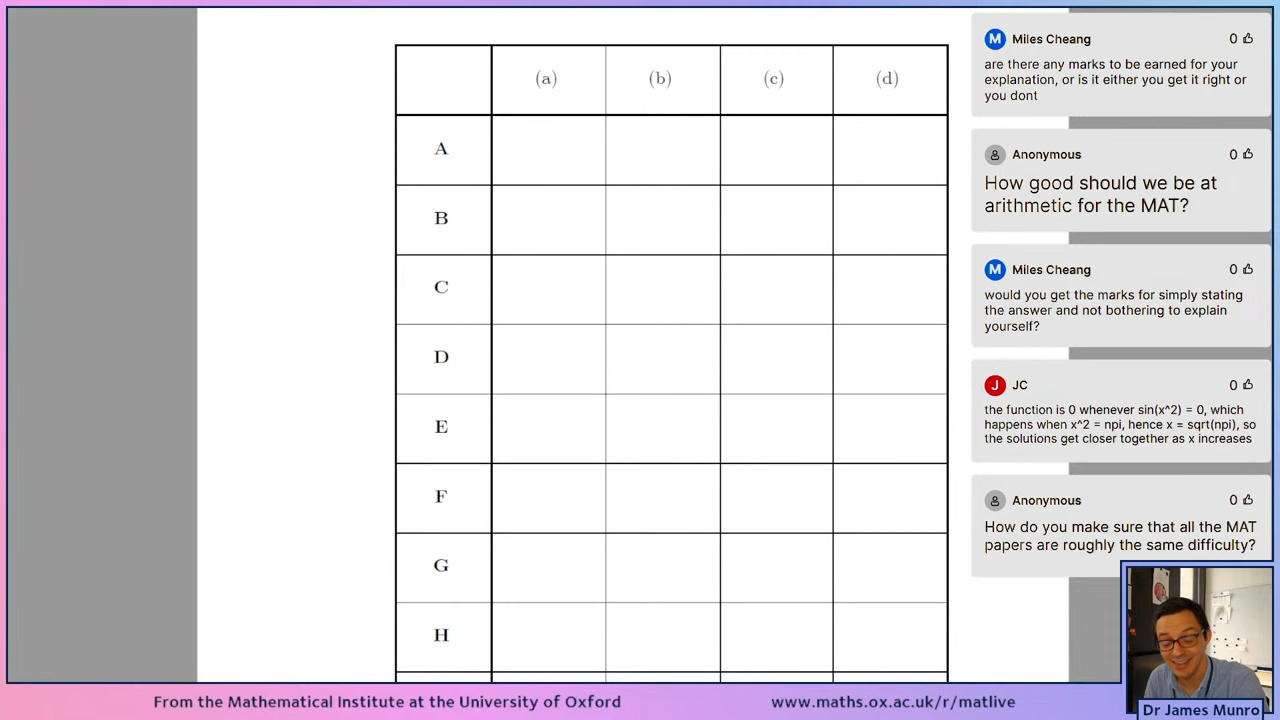 (a) (b) (c) (d)
A
B
C
D
E
F
G
H
M Miles Cheang 0
are there any marks to be earned for your
explanation, or is it either you get it right or
you dont
Anonymous 0
How good should we be at
arithmetic for the MAT?
M Miles Cheang 0
would you get the marks for simply stating
the answer and not bothering to explain
yourself?
J JC 0
the function is 0 whenever sin(x^2) = 0, which
happens when x^2 = npi, hence x = sqrt(npi), so
the solutions get closer together as x increases
Anonymous 0
How do you make sure that all the MAT
papers are roughly the same difficulty?
From the Mathematical Institute at the University of Oxford
www.maths.ox.ac.uk/r/matlive
Dr James Munro